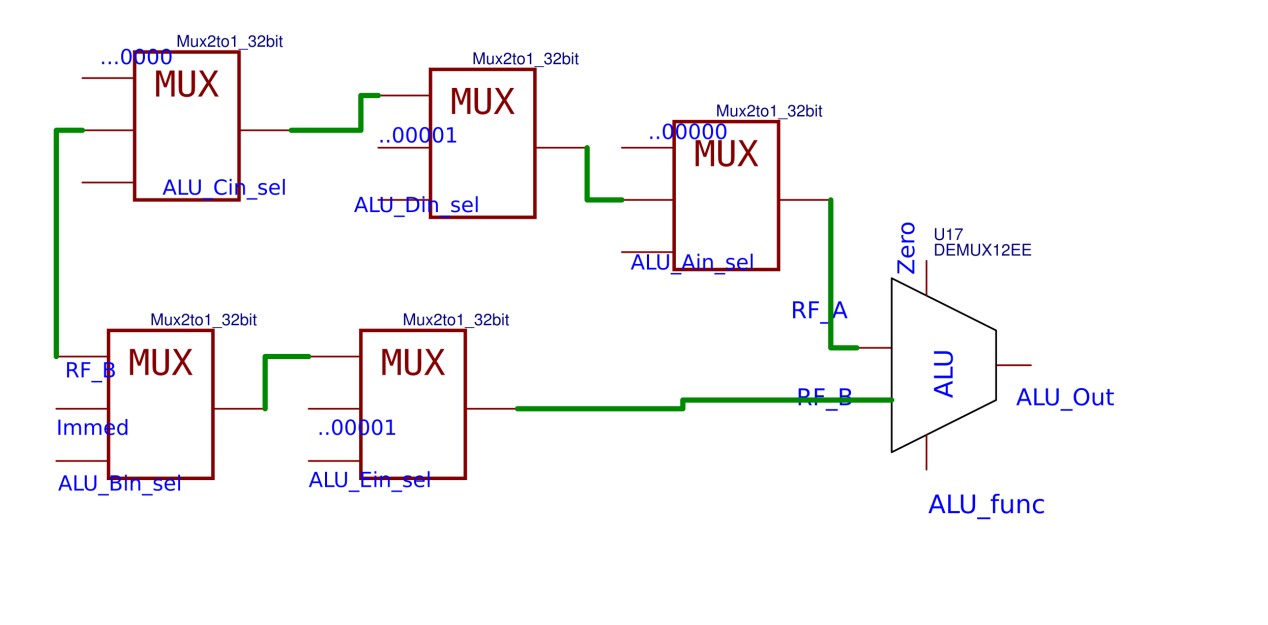 Mux2to1_32bit
...0000
MUX
ALU_Cin_sel
Mux2to1_32bit
MUX
..00001
ALU_Din_sel
Mux2to1_32bit
..00000
MUX
ALU_Ain_sel
Zero
U17
DEMUX12EE
RF_A
RF_B
ALU
ALU_Out
ALU_func
Mux2to1_32bit
MUX
RF_B
Immed
ALU_BIn_sel
Mux2to1_32bit
MUX
..00001
ALU_Ein_sel